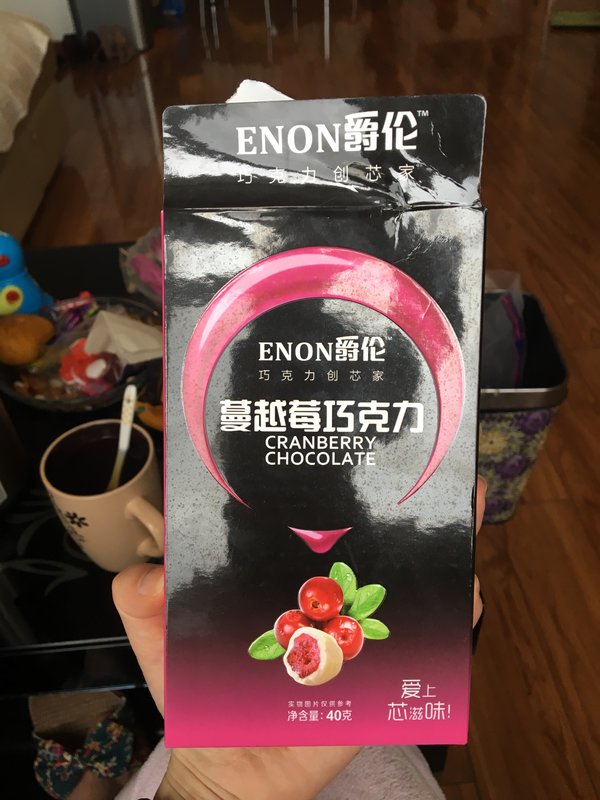 ENON爵伦™
巧克力创芯家
ENON爵伦™
巧克力创芯家
蔓越莓巧克力
CRANBERRY
CHOCOLATE
实物图片仅供参考
净含量：40克
爱上
芯滋味！